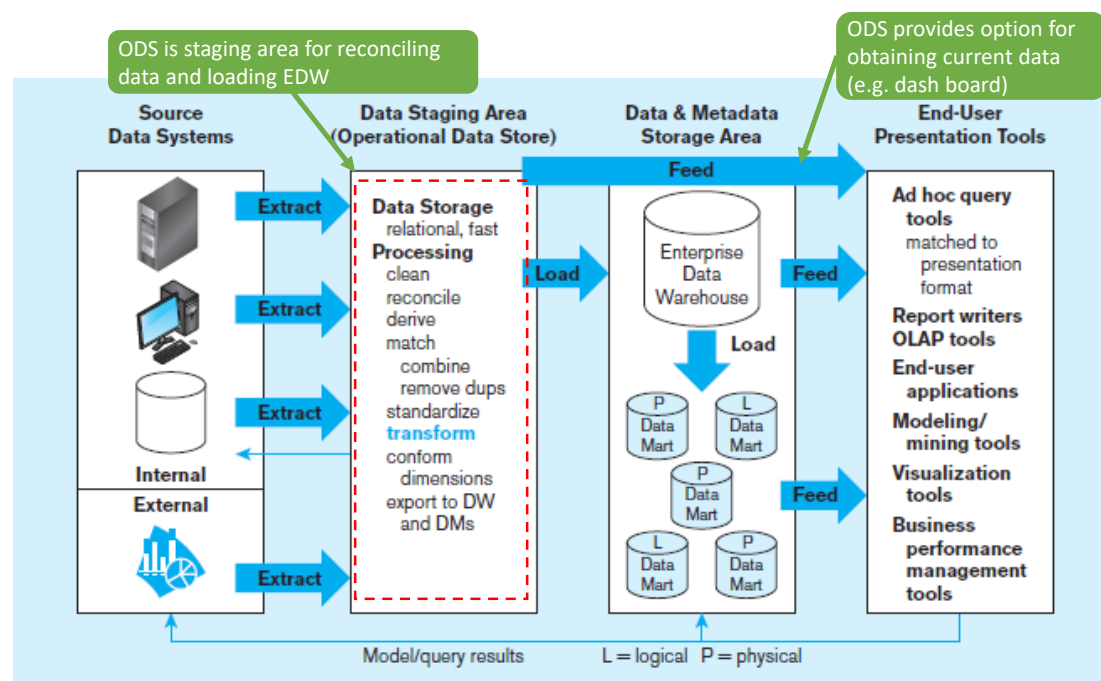 ODS is staging area for reconciling
data and loading EDW
ODS provides option for
obtaining current data
(e.g. dash board)
Source
Data Systems
Data Staging Area
(Operational Data Store)
Data & Metadata
Storage Area
End-User
Presentation Tools
Extract
Extract
Extract
Internal
External
Extract
Data Storage
relational, fast
Processing
clean
reconcile
derive
match
combine
remove dups
standardize
transform
conform
dimensions
export to DW
and DMs
Feed
Load
Enterprise
Data
Warehouse
Load
P
Data
Mart
L
Data
Mart
P
Data
Mart
L
Data
Mart
P
Data
Mart
Feed
Feed
Ad hoc query
tools
matched to
presentation
format
Report writers
OLAP tools
End-user
applications
Modeling/
mining tools
Visualization
tools
Business
performance
management
tools
Model/query results
L = logical P = physical